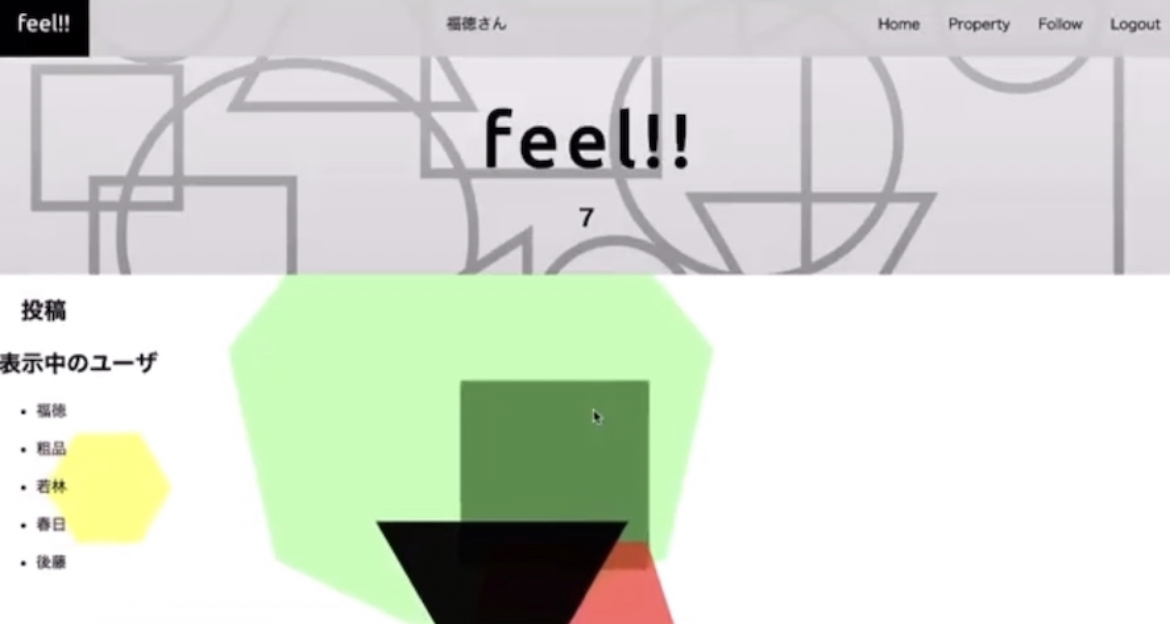 feel!!
福徳さん
Home Property Follow Logout
feel!!
7
投稿
表示中のユーザ
• 福徳
• 粗品
• 若林
• 春日
• 後藤